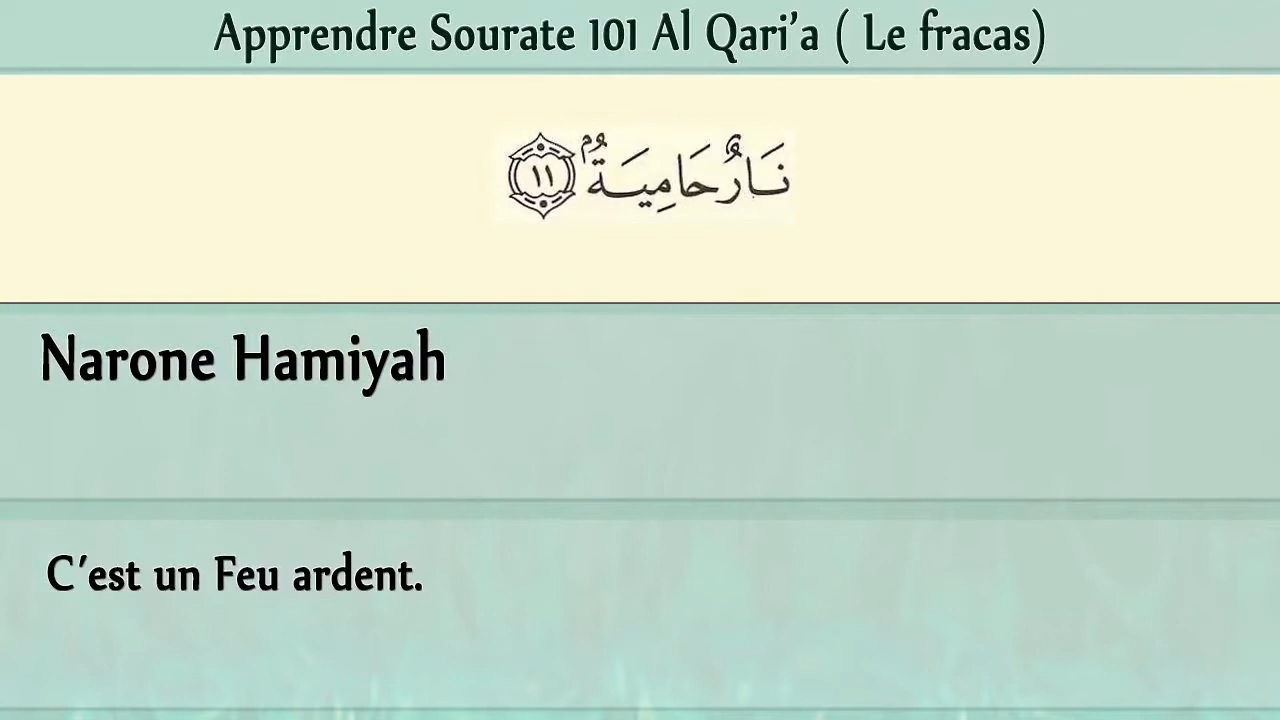 Apprendre Sourate 101 Al Qari’a ( Le fracas)
نَارٌ حَامِيَةٌۢ ١١
Narone Hamiyah
C’est un Feu ardent.